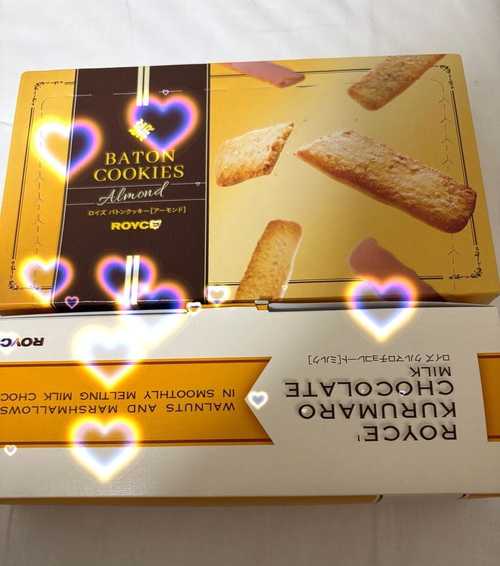 BATON
COOKIES
Almond
ロイズ バトンクッキー[アーモンド]
ROYCE'
ROYCE'
KURUMARO
CHOCOLATE
MILK
ロイズ クルマロチョコレート[ミルク]
WALNUTS AND MARSHMALLOWS
IN SMOOTHLY MELTING MILK CHOC
ROYC